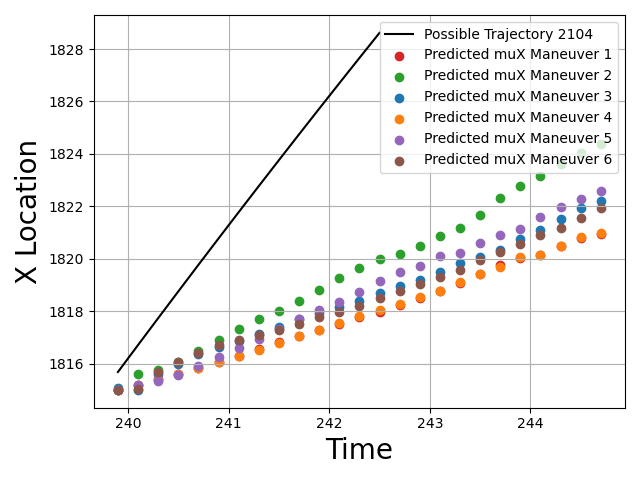 1828
1826
1824
1822
1820
1818
1816
X Location
Possible Trajectory 2104
Predicted muX Maneuver 1
Predicted muX Maneuver 2
Predicted muX Maneuver 3
Predicted muX Maneuver 4
Predicted muX Maneuver 5
Predicted muX Maneuver 6
240 241 242 243 244
Time